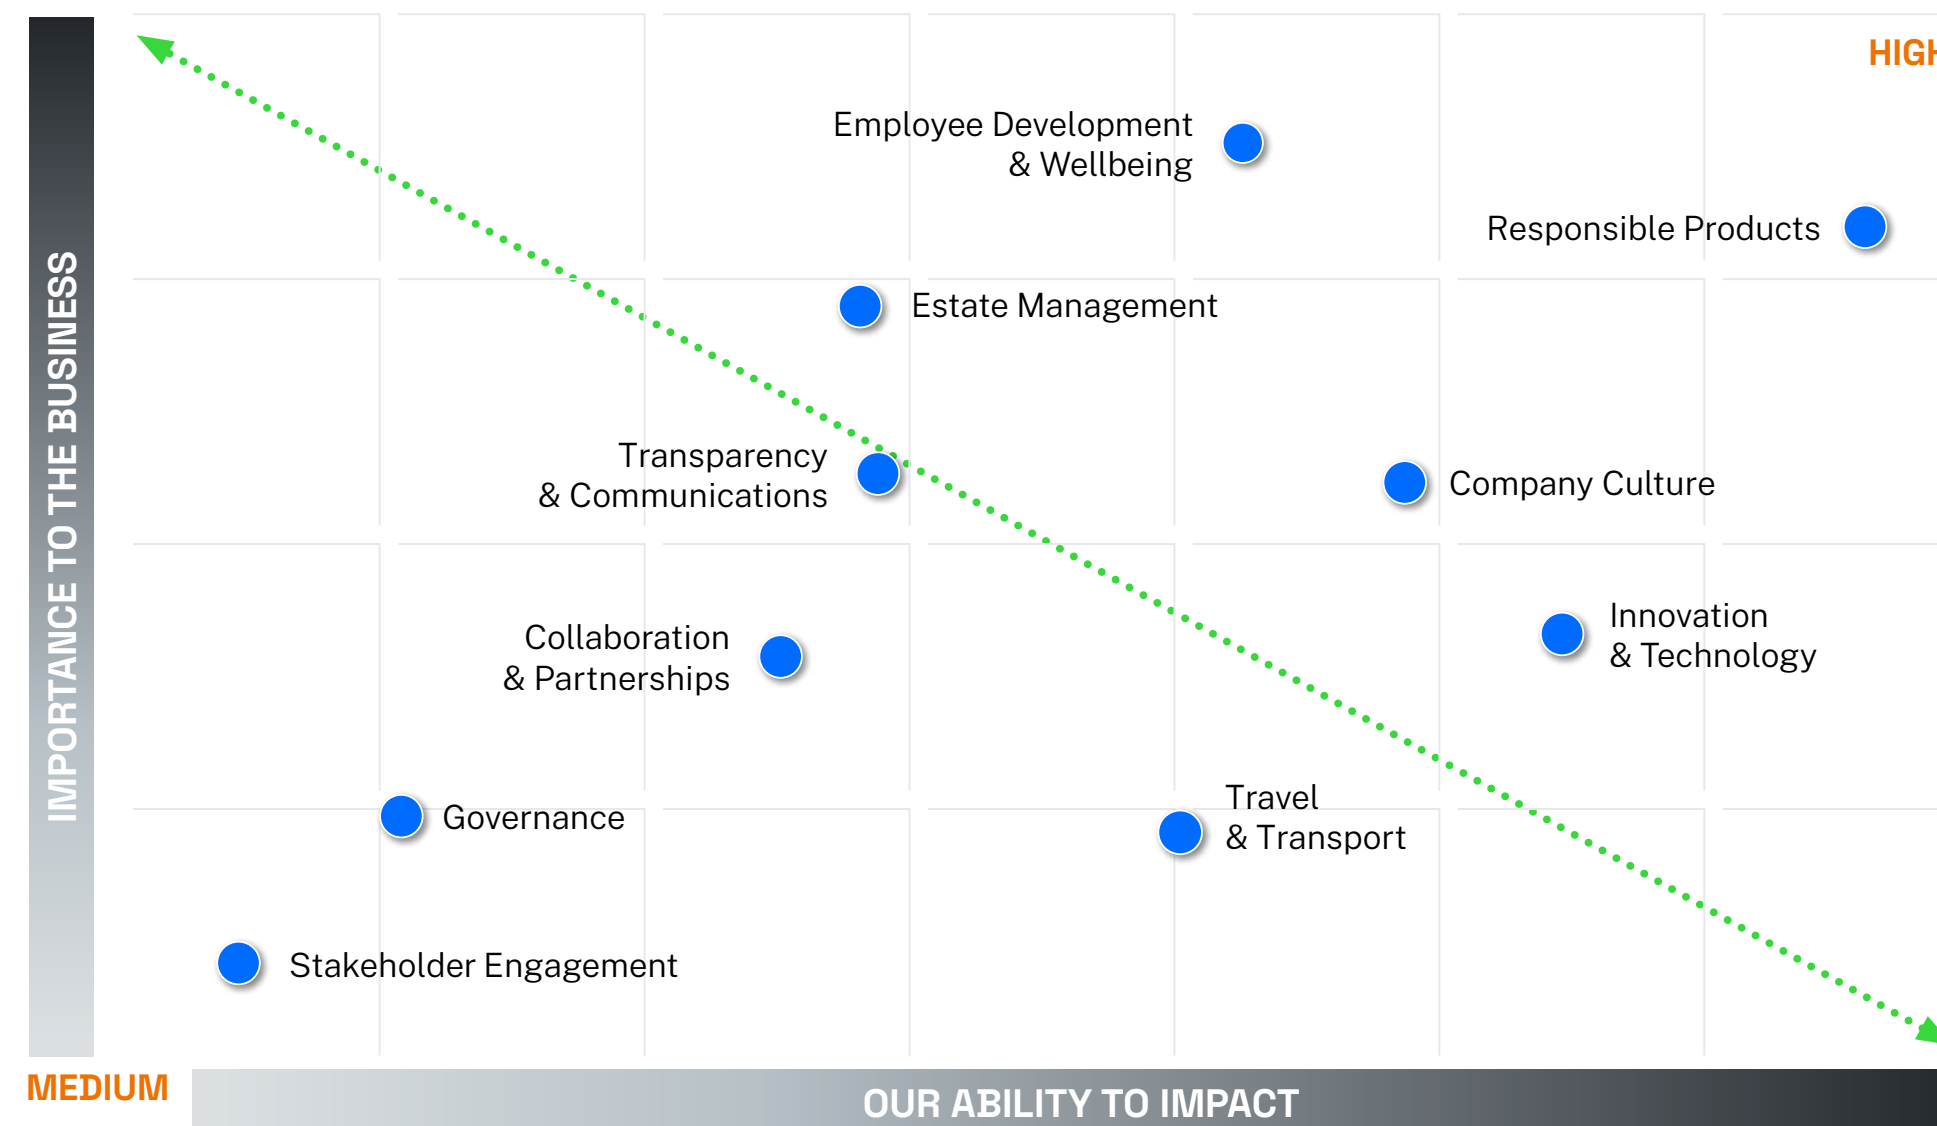 HIGH
Employee Development
& Wellbeing
Responsible Products
Estate Management
Transparency
& Communications
Company Culture
Innovation
& Technology
Collaboration
& Partnerships
Travel
& Transport
Governance
Stakeholder Engagement
IMPORTANCE TO THE BUSINESS
MEDIUM
OUR ABILITY TO IMPACT